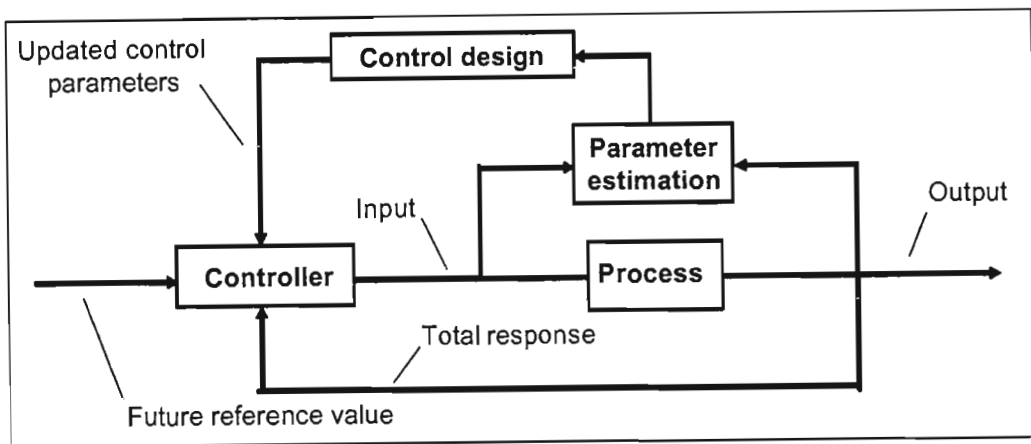 Updated control
parameters
Control design
Parameter
estimation
Input
Output
Controller
Process
Total response
Future reference value